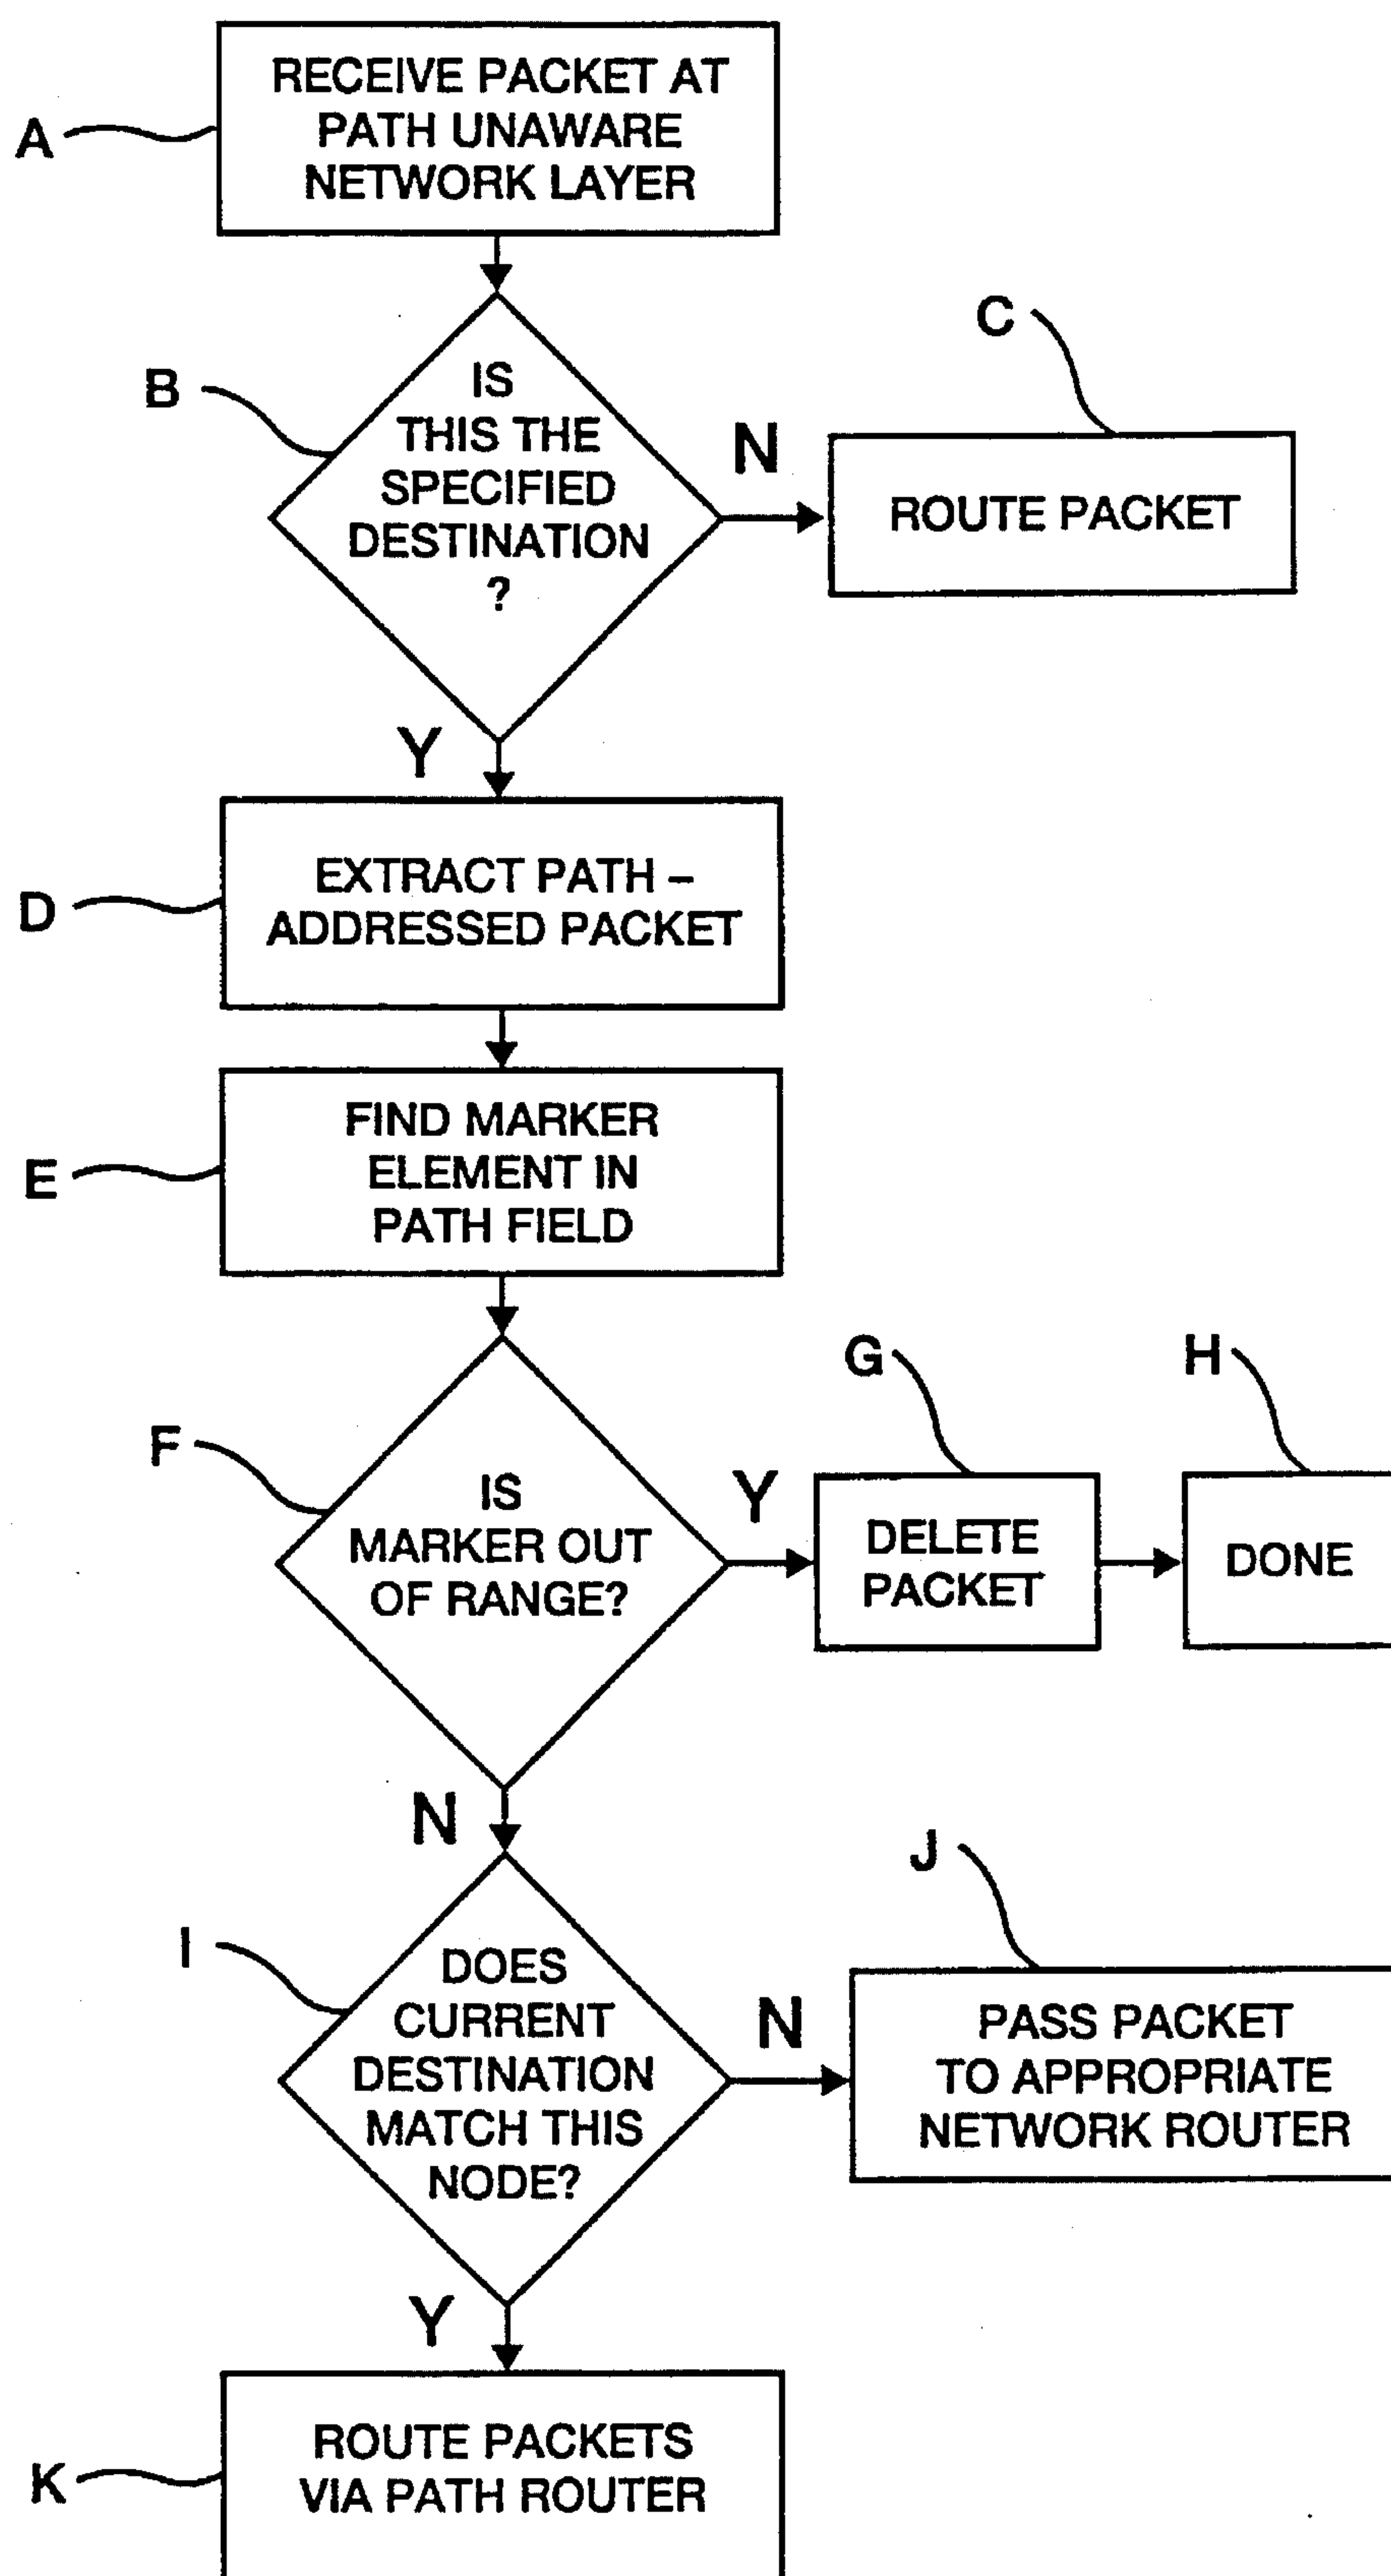 A
RECEIVE PACKET AT
PATH UNAWARE
NETWORK LAYER
B
IS
THIS THE
SPECIFIED
DESTINATION
?
N
C
ROUTE PACKET
Y
D
EXTRACT PATH –
ADDRESSED PACKET
E
FIND MARKER
ELEMENT IN
PATH FIELD
F
IS
MARKER OUT
OF RANGE?
Y
G
DELETE
PACKET
H
DONE
N
I
DOES
CURRENT
DESTINATION
MATCH THIS
NODE?
N
J
PASS PACKET
TO APPROPRIATE
NETWORK ROUTER
Y
K
ROUTE PACKETS
VIA PATH ROUTER